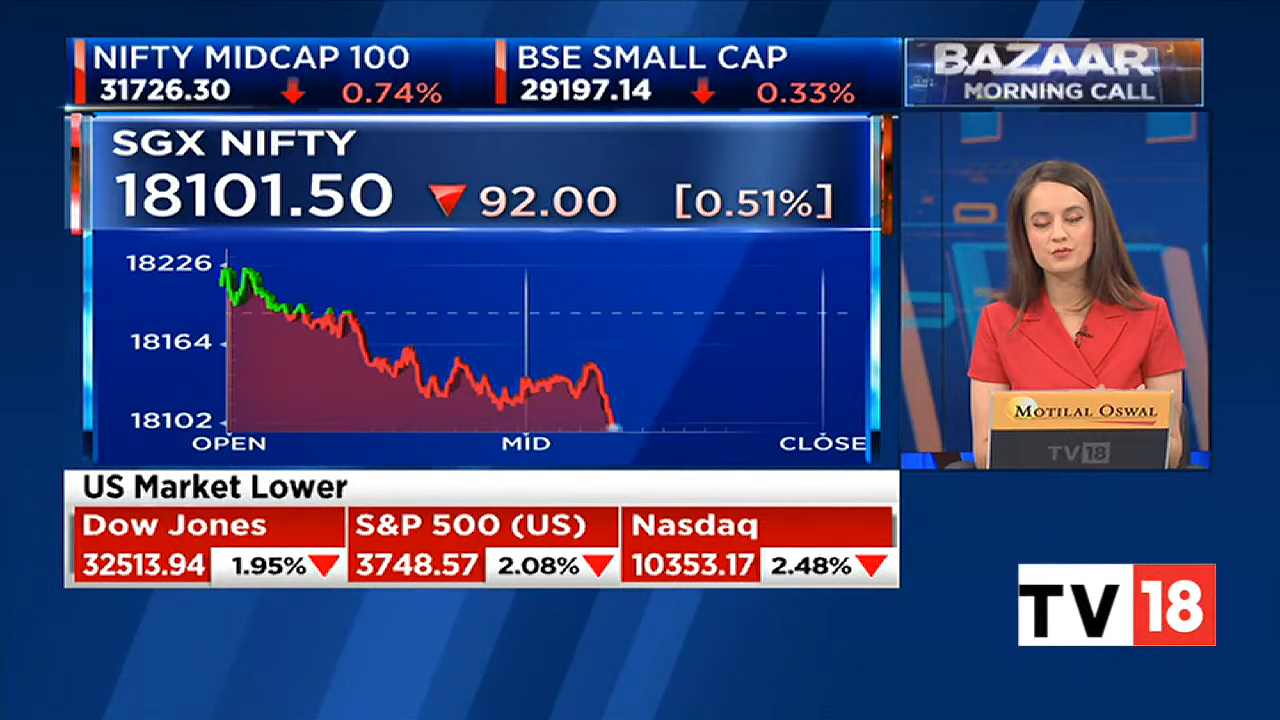 NIFTY MIDCAP 100
31726.30 0.74%
BSE SMALL CAP
29197.14 0.33%
BAZAAR
MORNING CALL
SGX NIFTY
18101.50 92.00 [0.51%]
18226
18164
18102
OPEN MID CLOSE
MOTILAL OSWAL
TV18
US Market Lower
Dow Jones
32513.94 1.95%
S&P 500 (US)
3748.57 2.08%
Nasdaq
10353.17 2.48%
TV18